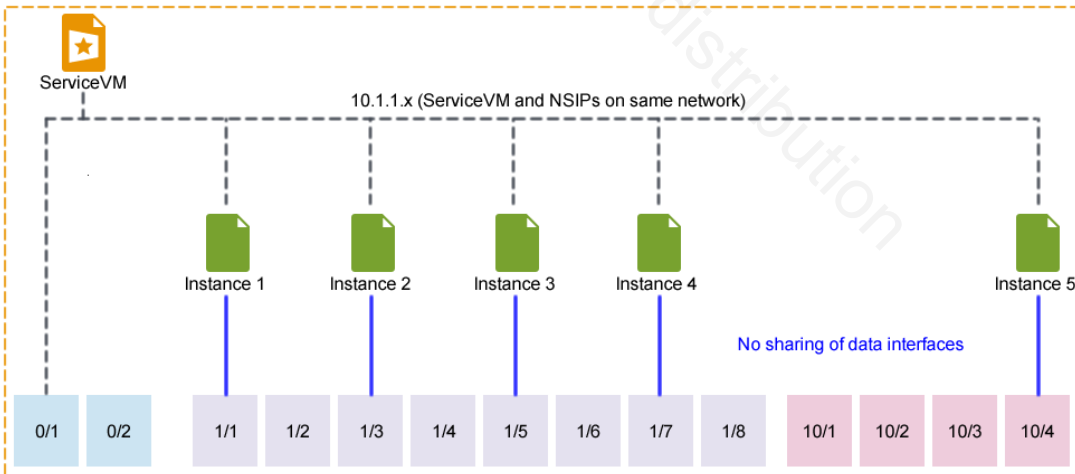 distribution
ServiceVM
10.1.1.x (ServiceVM and NSIPs on same network)
Instance 1
Instance 2
Instance 3
Instance 4
Instance 5
No sharing of data interfaces
0/1
0/2
1/1
1/2
1/3
1/4
1/5
1/6
1/7
1/8
10/1
10/2
10/3
10/4